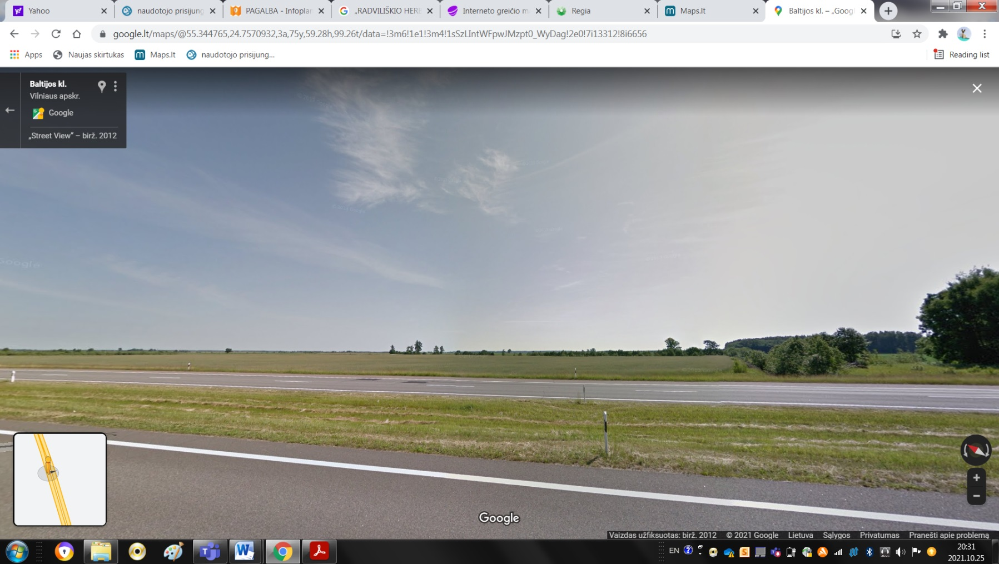 Yahoo
naudotojo prisijung
PAGALBA - Infoplan
„RADVILIŠKIO HERB
Interneto greičio m
Regia
Maps.lt
Baltijos kl. – „Googl
google.lt/maps/@55.344765,24.7570932,3a,75y,59.28h,99.26t/data=!3m6!1e1!3m4!1sSzLIntWFpwJMzpt0_WyDag!2e0!7i13312!8i6656
Apps
Naujas skirtukas
Maps.lt
naudotojo prisijung...
Reading list
Baltijos kl.
Vilniaus apskr.
Google
„Street View“ – birž. 2012
Google
Vaizdas užfiksuotas: birž. 2012 © 2021 Google Lietuva Sąlygos Privatumas Pranešti apie problemą
EN
20:31
2021.10.25